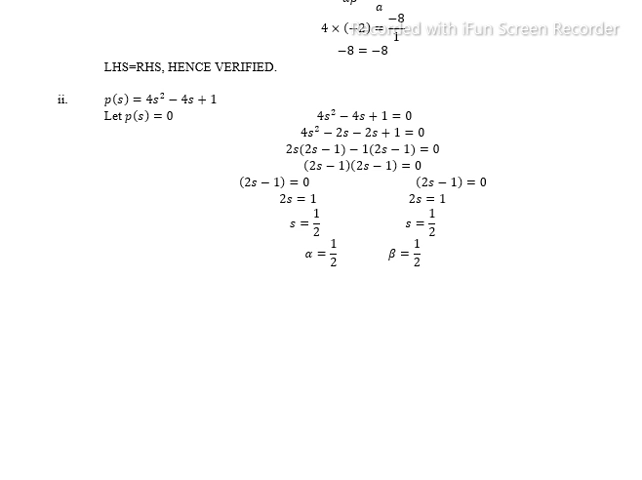 αβ a
4 × (−2) = −8/1
Recorded with iFun Screen Recorder
−8 = −8
LHS=RHS, HENCE VERIFIED.
ii. p(s) = 4s² − 4s + 1
Let p(s) = 0 4s² − 4s + 1 = 0
4s² − 2s − 2s + 1 = 0
2s(2s − 1) − 1(2s − 1) = 0
(2s − 1)(2s − 1) = 0
(2s − 1) = 0 (2s − 1) = 0
2s = 1 2s = 1
s = 1/2 s = 1/2
α = 1/2 β = 1/2